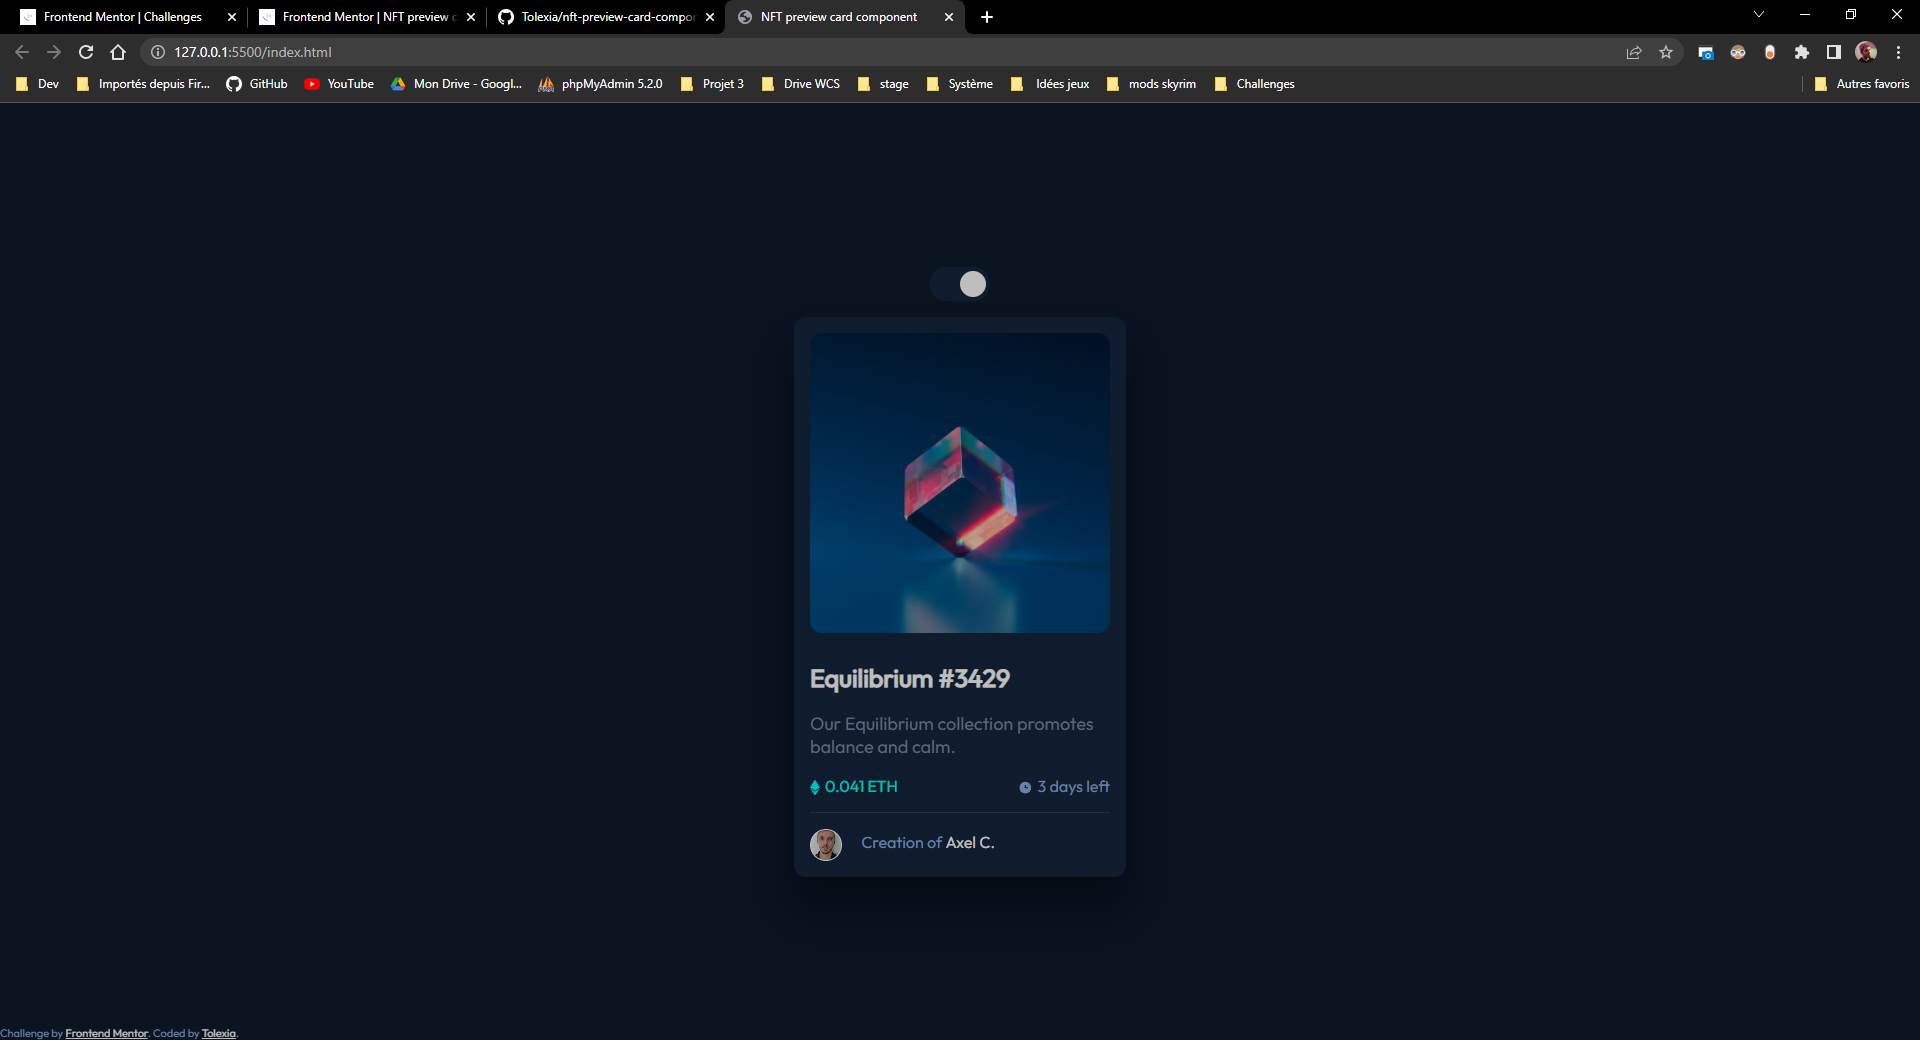 Frontend Mentor | Challenges
Frontend Mentor | NFT preview c
Tolexia/nft-preview-card-compor
NFT preview card component
127.0.0.1:5500/index.html
Dev
Importés depuis Fir...
GitHub
YouTube
Mon Drive - Googl...
phpMyAdmin 5.2.0
Projet 3
Drive WCS
stage
Système
Idées jeux
mods skyrim
Challenges
Autres favoris
Equilibrium #3429
Our Equilibrium collection promotes
balance and calm.
0.041 ETH
3 days left
Creation of Axel C.
Challenge by Frontend Mentor. Coded by Tolexia.